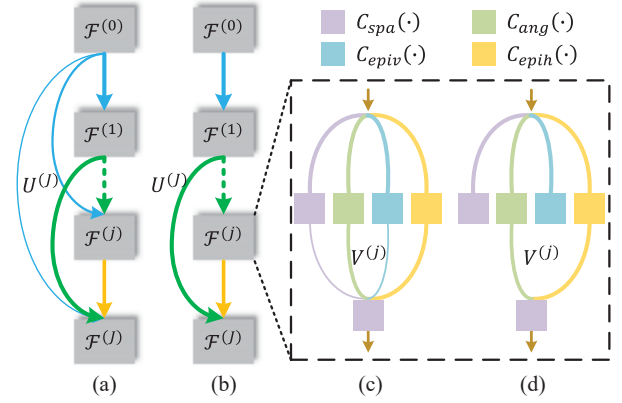 ℱ⁽⁰⁾ ℱ⁽⁰⁾ C_spa(·) C_ang(·)
C_epiv(·) C_epih(·)
ℱ⁽¹⁾ ℱ⁽¹⁾
U⁽ᴶ⁾ U⁽ᴶ⁾
ℱ⁽ʲ⁾ ℱ⁽ʲ⁾ V⁽ʲ⁾ V⁽ʲ⁾
ℱ⁽ᴶ⁾ ℱ⁽ᴶ⁾
(a) (b) (c) (d)